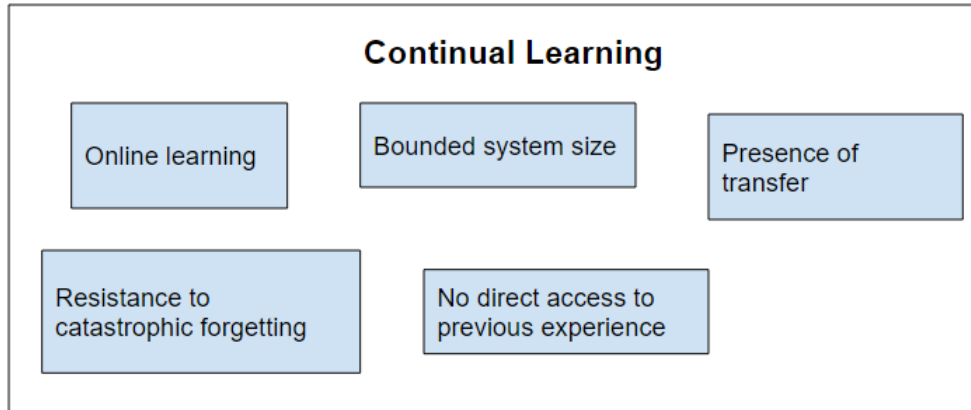 Continual Learning
Online learning
Bounded system size
Presence of
transfer
Resistance to
catastrophic forgetting
No direct access to
previous experience